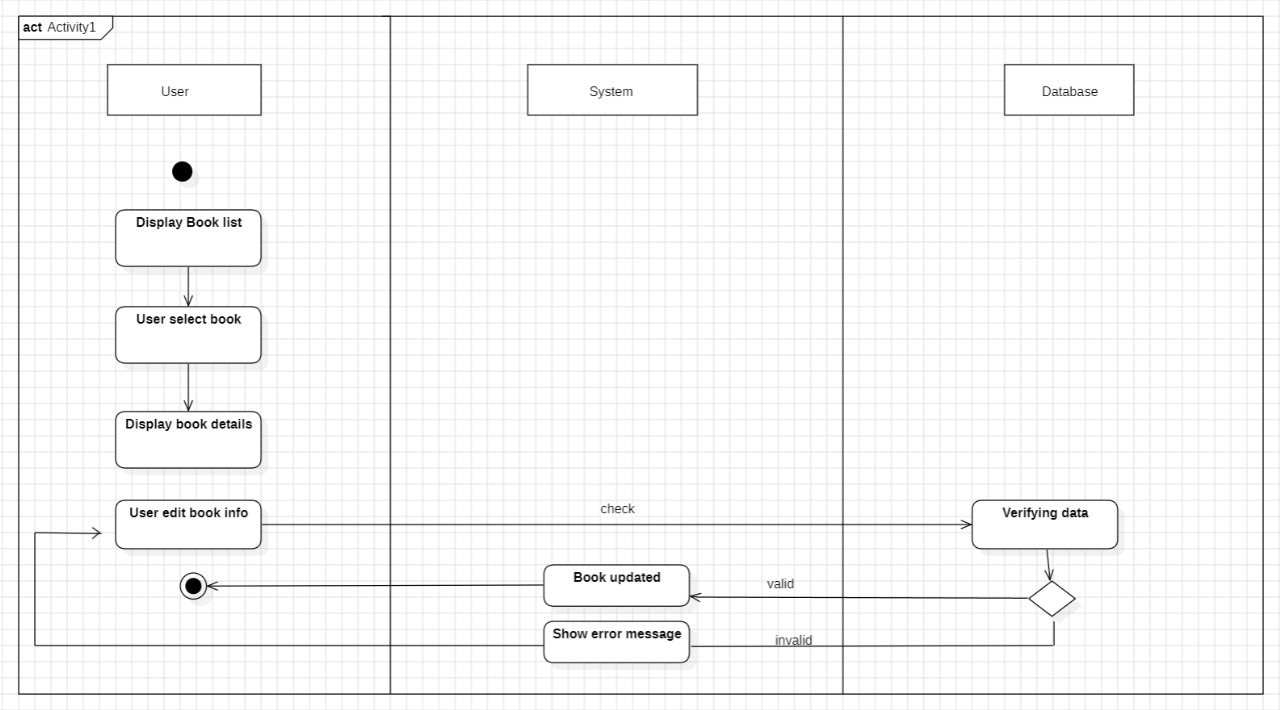 act Activity1
User
System
Database
Display Book list
User select book
Display book details
User edit book info
check
Verifying data
Book updated
valid
Show error message
invalid